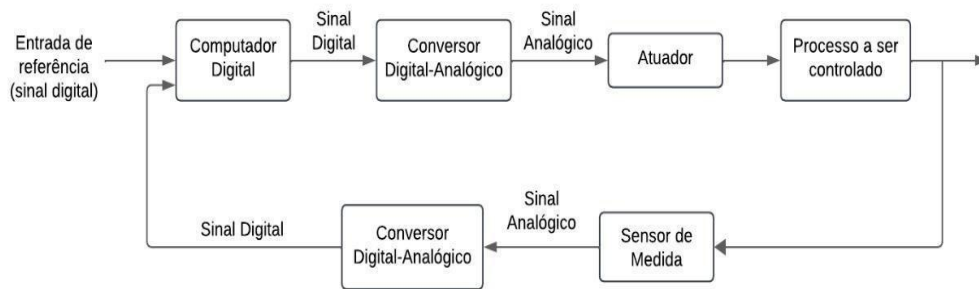 Entrada de
referência
(sinal digital)
Computador
Digital
Sinal
Digital
Conversor
Digital-Analógico
Sinal
Analógico
Atuador
Processo a ser
controlado
Sinal Digital
Conversor
Digital-Analógico
Sinal
Analógico
Sensor de
Medida